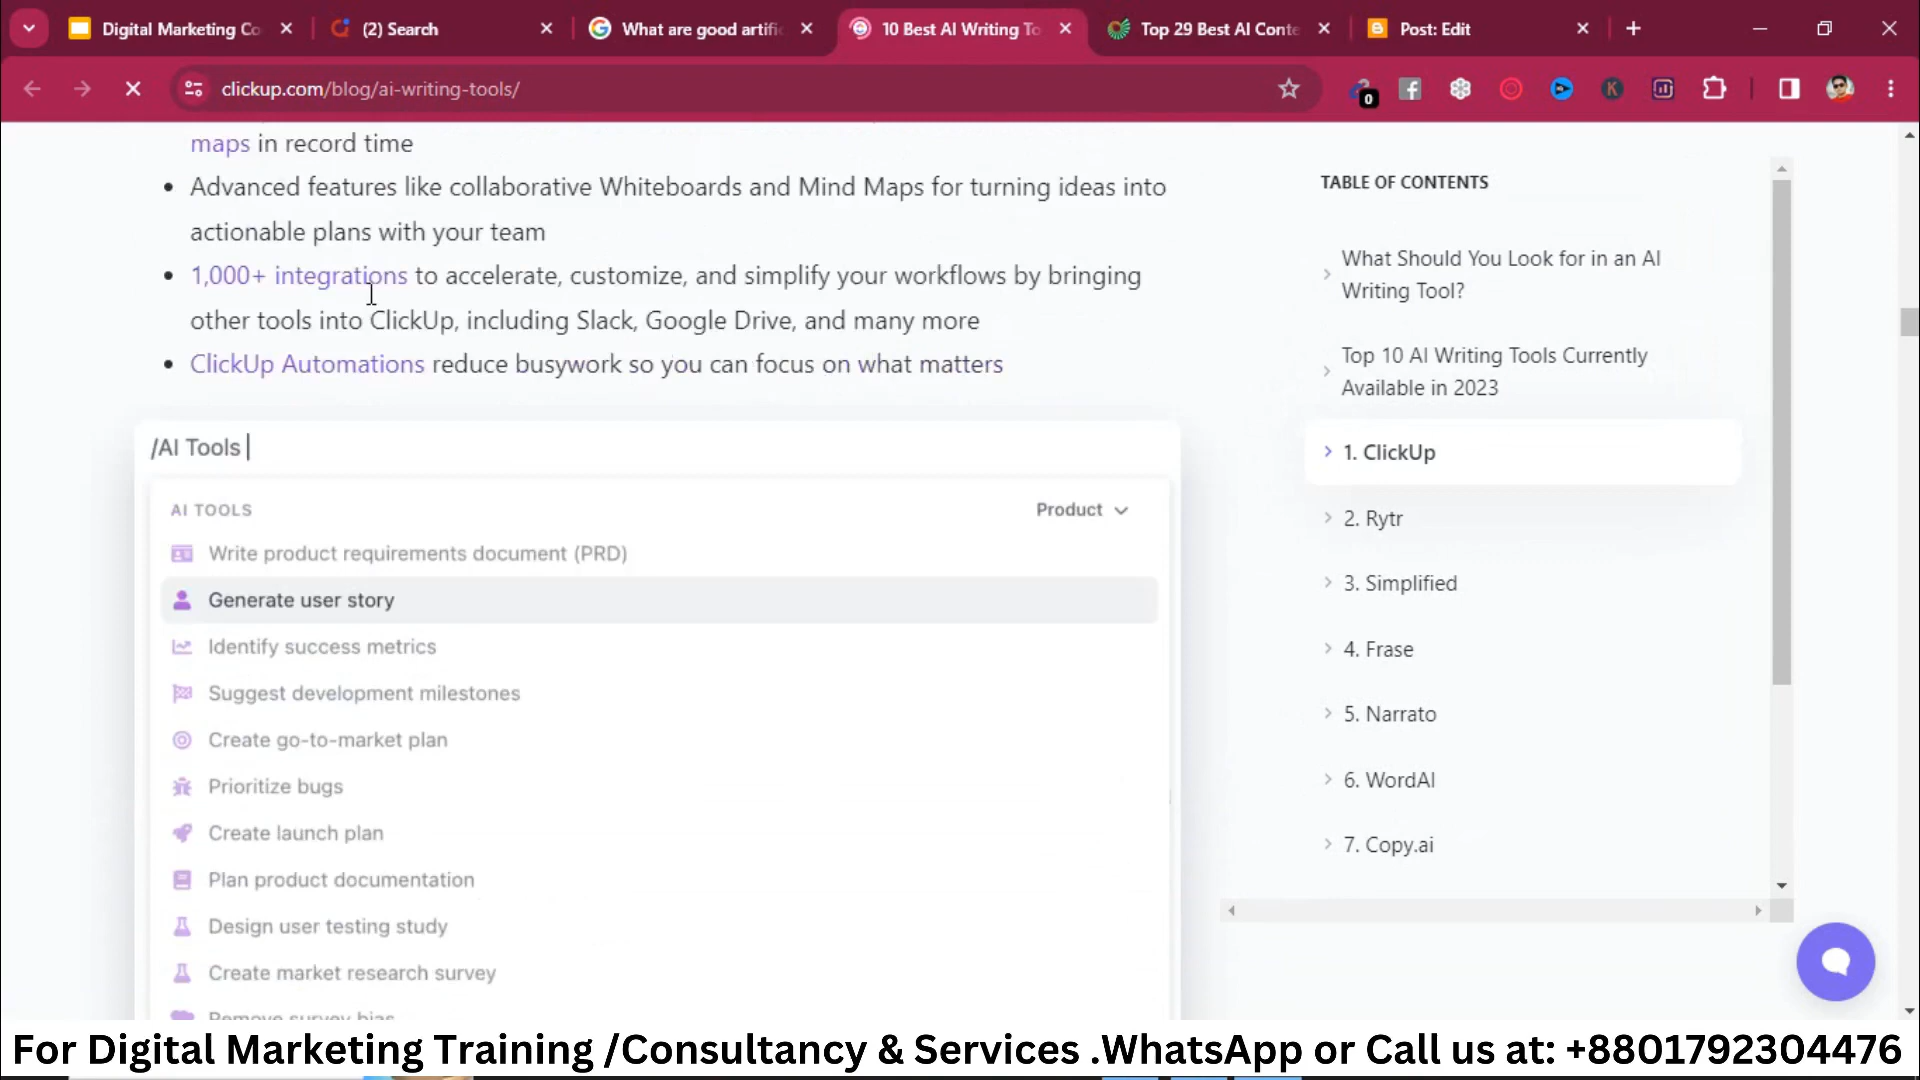 Digital Marketing Co
(2) Search
What are good artifi
10 Best AI Writing To
Top 29 Best AI Conte
Post: Edit
clickup.com/blog/ai-writing-tools/
0
K
maps in record time
Advanced features like collaborative Whiteboards and Mind Maps for turning ideas into
actionable plans with your team
1,000+ integrations to accelerate, customize, and simplify your workflows by bringing
other tools into ClickUp, including Slack, Google Drive, and many more
ClickUp Automations reduce busywork so you can focus on what matters
/AI Tools
AI TOOLS
Product
Write product requirements document (PRD)
Generate user story
Identify success metrics
Suggest development milestones
Create go-to-market plan
Prioritize bugs
Create launch plan
Plan product documentation
Design user testing study
Create market research survey
Remove survey bias
TABLE OF CONTENTS
What Should You Look for in an AI
Writing Tool?
Top 10 AI Writing Tools Currently
Available in 2023
1. ClickUp
2. Rytr
3. Simplified
4. Frase
5. Narrato
6. WordAI
7. Copy.ai
For Digital Marketing Training /Consultancy & Services .WhatsApp or Call us at: +8801792304476